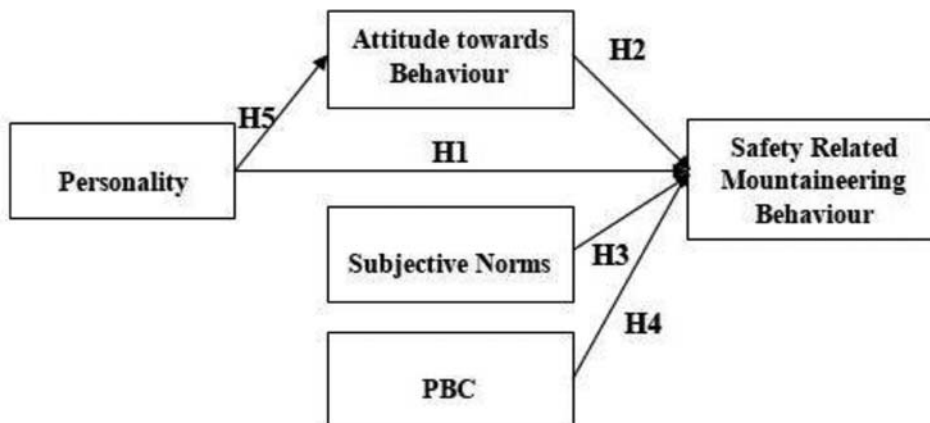 Attitude towards
Behaviour
H2
H5
H1
Personality
Safety Related
Mountaineering
Behaviour
Subjective Norms
H3
H4
PBC